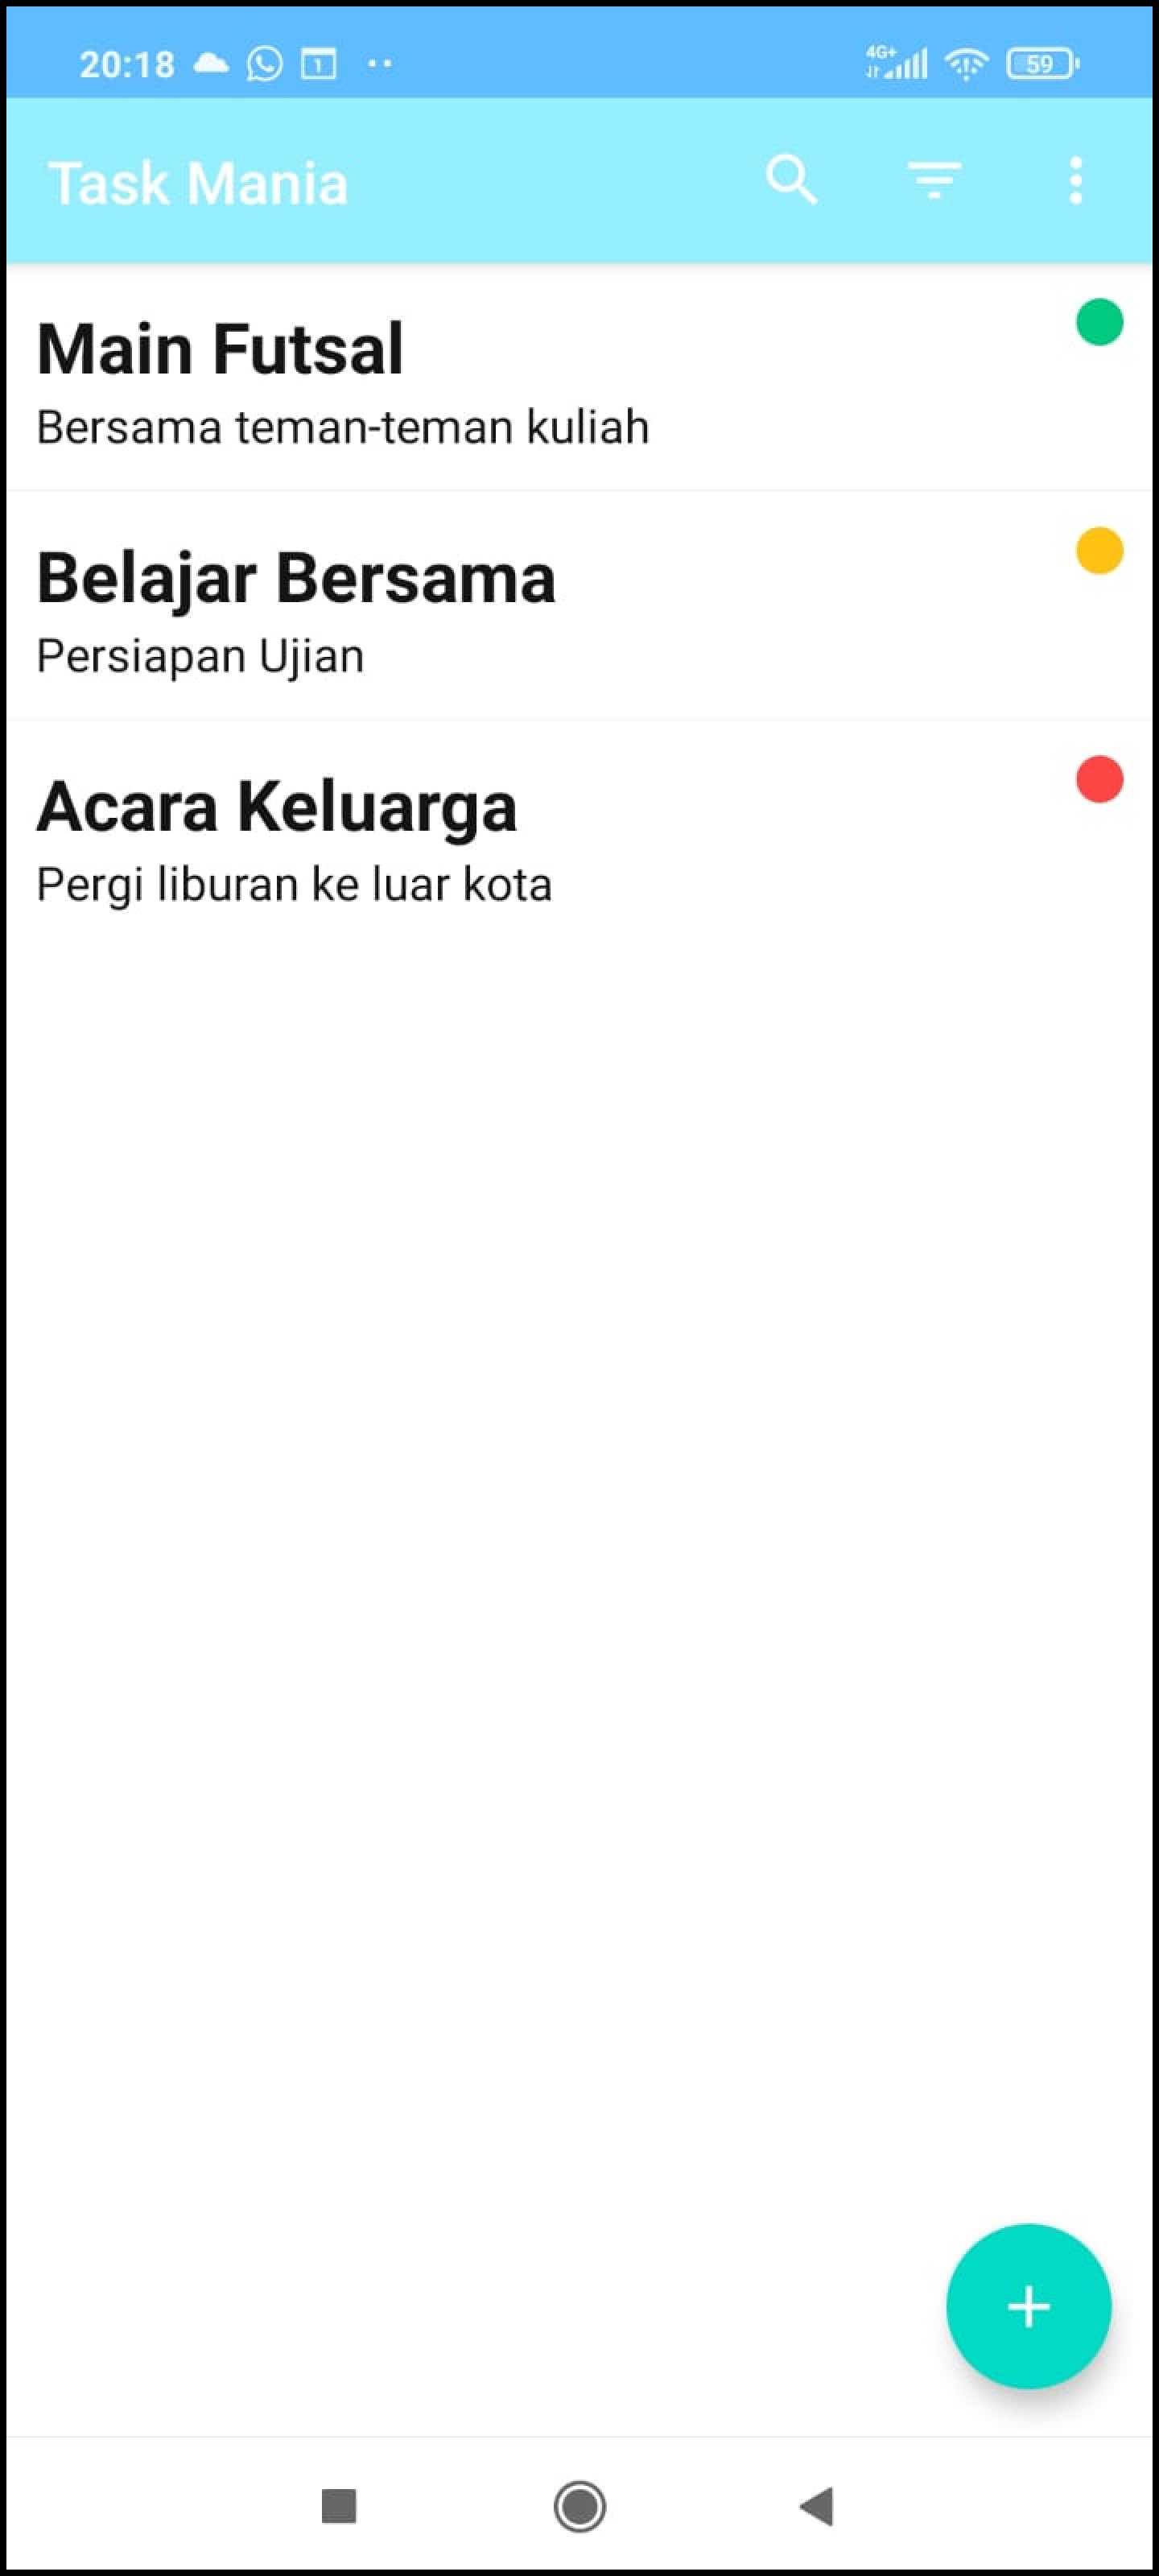 20:18
4G+
59
1
Task Mania
Main Futsal
Bersama teman-teman kuliah
Belajar Bersama
Persiapan Ujian
Acara Keluarga
Pergi liburan ke luar kota